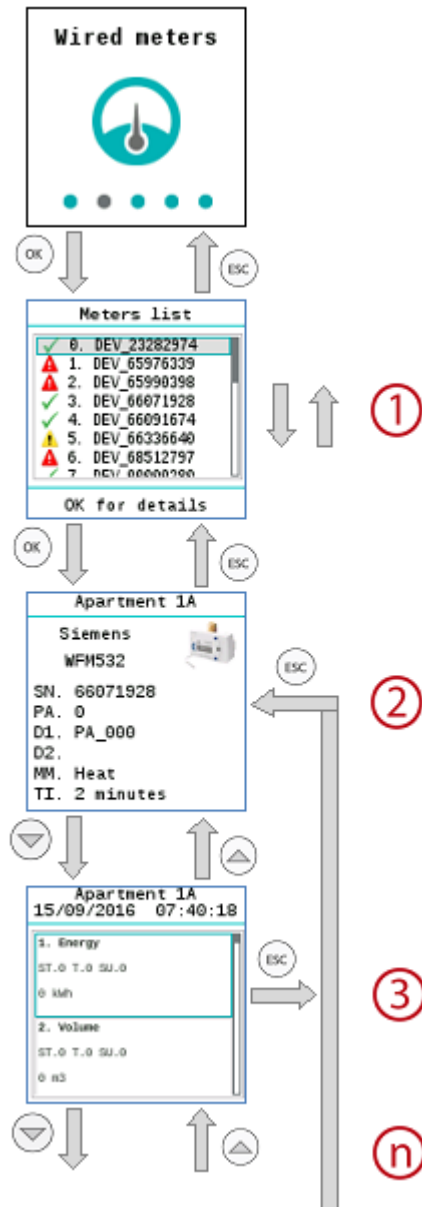 Wired meters
OK
ESC
Meters list
0. DEV_23282974
1. DEV_65976339
2. DEV_65990398
3. DEV_66071928
4. DEV_66091674
5. DEV_66336640
6. DEV_68512797
7. DEV_00000280
1
OK for details
OK
ESC
Apartment 1A
Siemens
WFM532
ESC
SN. 66071928
2
PA. 0
D1. PA_000
D2.
MM. Heat
TI. 2 minutes
Apartment 1A
15/09/2016 07:40:18
1. Energy
ESC
ST.0 T.0 SU.0
0 kWh
3
2. Volume
ST.0 T.0 SU.0
0 m3
n